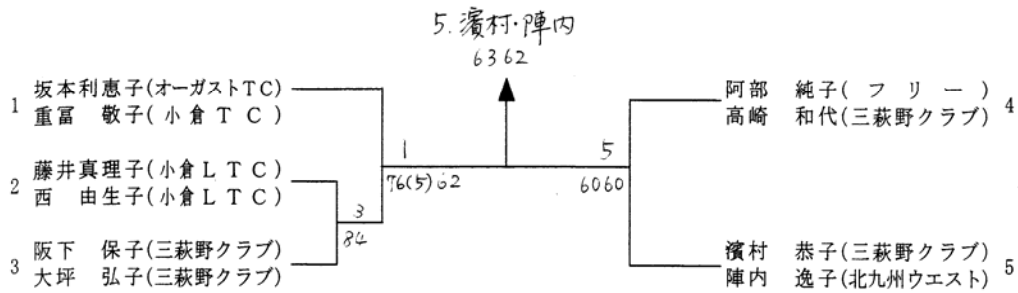 5. 濱村・陣内
6362
1 坂本利恵子(オーガストTC)
重冨 敬子(小倉TC)
2 藤井真理子(小倉LTC)
西 由生子(小倉LTC)
3 阪下 保子(三萩野クラブ)
大坪 弘子(三萩野クラブ)
3
84
1
76(5)62
5
6060
阿部 純子(フリー) 4
高崎 和代(三萩野クラブ)
濱村 恭子(三萩野クラブ) 5
陣内 逸子(北九州ウエスト)